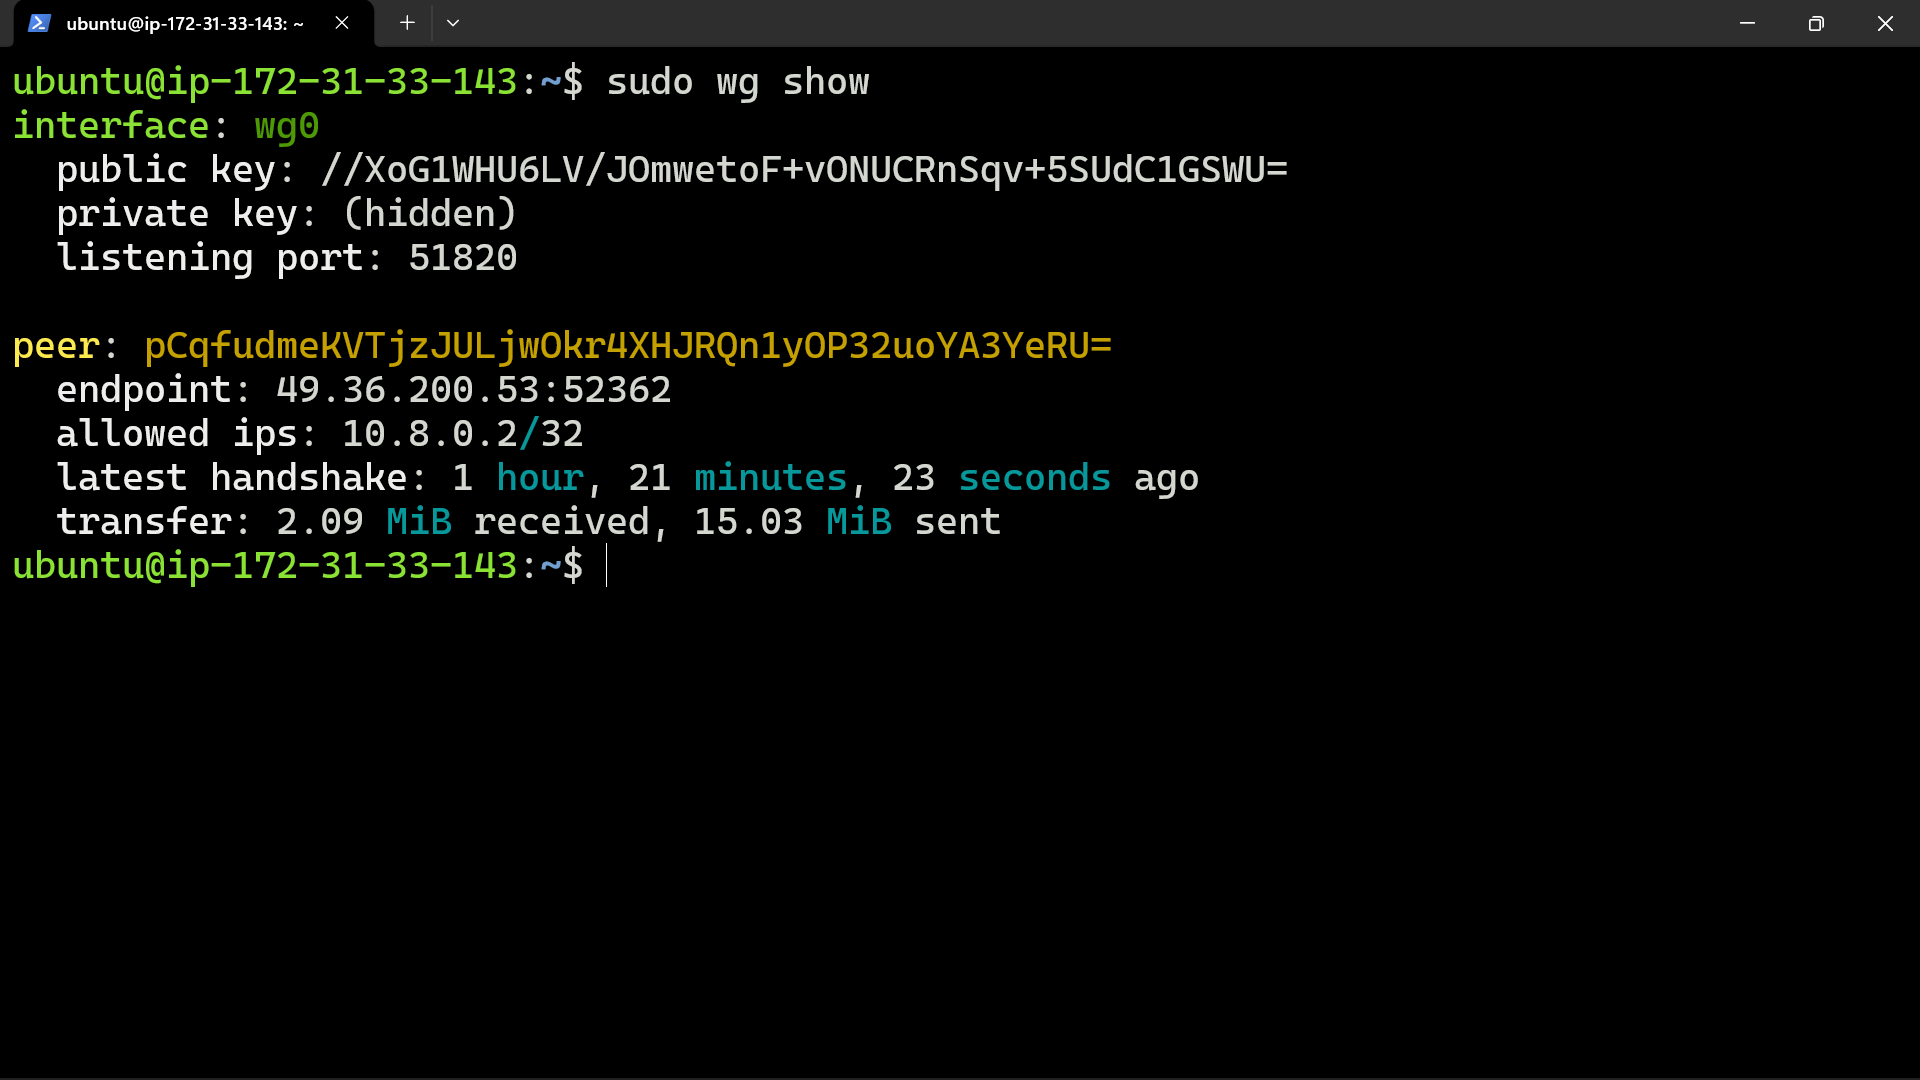 ubuntu@ip-172-31-33-143: ~
ubuntu@ip-172-31-33-143:~$ sudo wg show
interface: wg0
  public key: //XoG1WHU6LV/JOmwetoF+vONUCRnSqv+5SUdC1GSWU=
  private key: (hidden)
  listening port: 51820

peer: pCqfudmeKVTjzJULjwOkr4XHJRQn1yOP32uoYA3YeRU=
  endpoint: 49.36.200.53:52362
  allowed ips: 10.8.0.2/32
  latest handshake: 1 hour, 21 minutes, 23 seconds ago
  transfer: 2.09 MiB received, 15.03 MiB sent
ubuntu@ip-172-31-33-143:~$